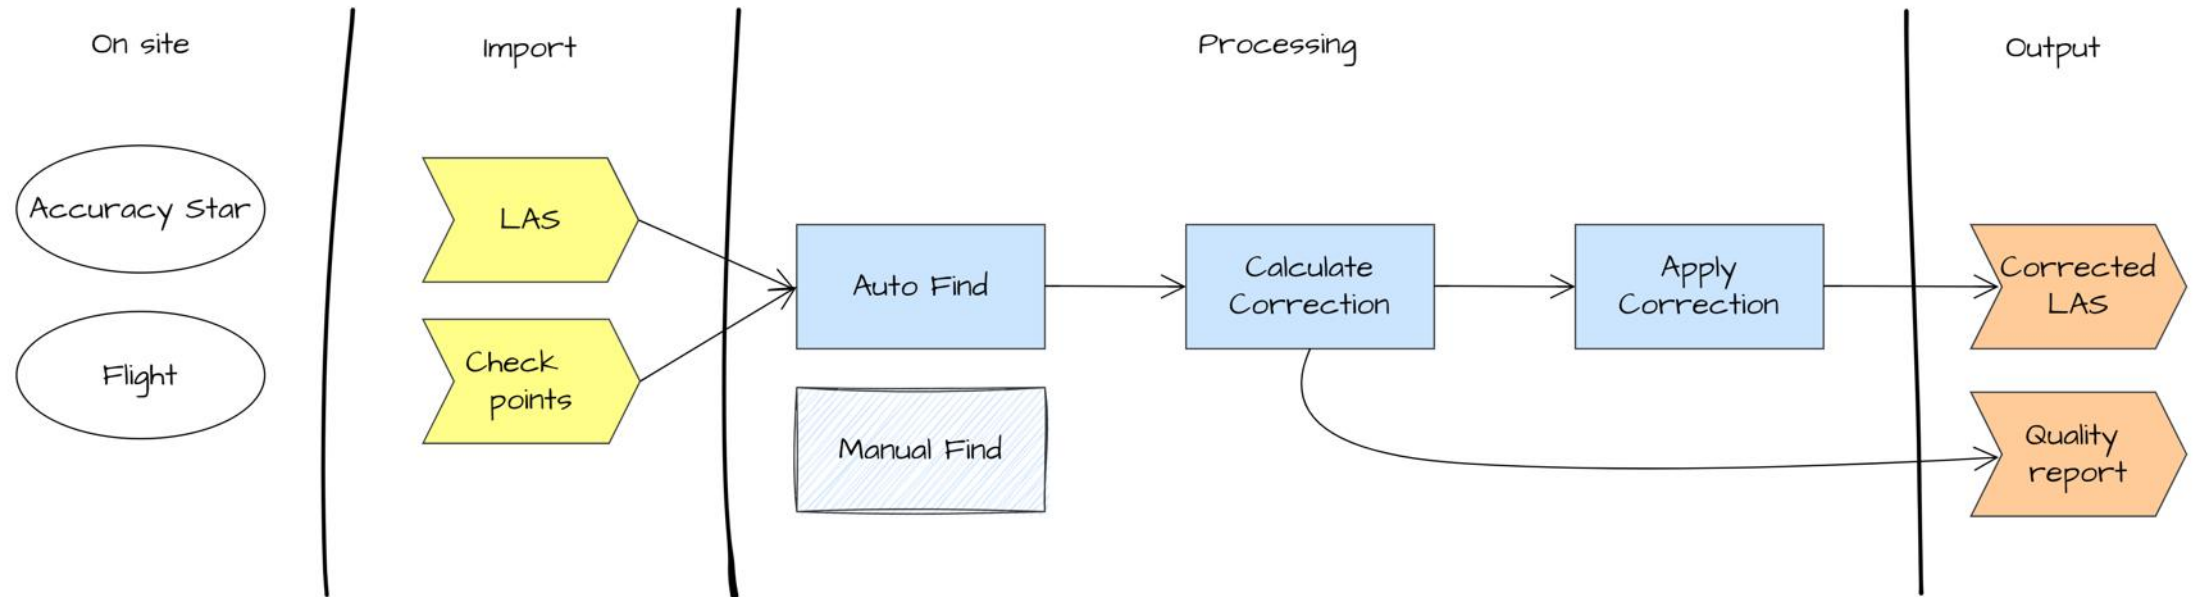 On site
Import
Processing
Output
Accuracy Star
Flight
LAS
Check
points
Auto Find
Manual Find
Calculate
Correction
Apply
Correction
Corrected
LAS
Quality
report